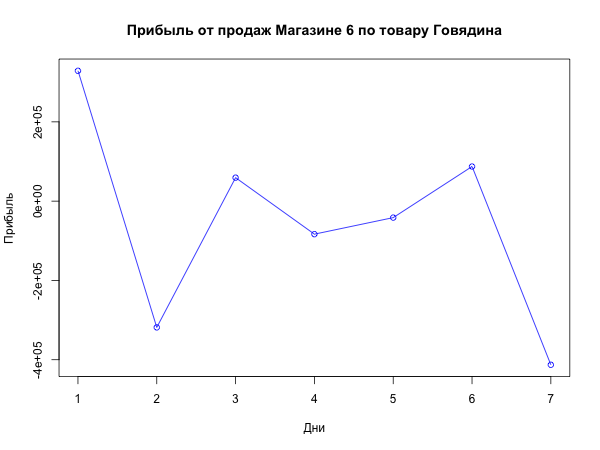 Прибыль от продаж Магазине 6 по товару Говядина
Прибыль
2e+05
0e+00
-2e+05
-4e+05
1 2 3 4 5 6 7
Дни